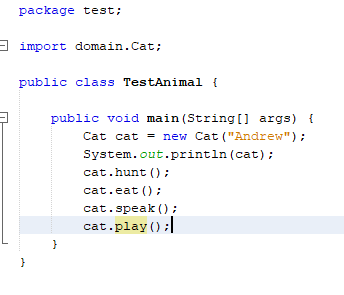 package test;
import domain.Cat;
public class TestAnimal {
public void main(String[] args) {
Cat cat = new Cat("Andrew");
System.out.println(cat);
cat.hunt();
cat.eat();
cat.speak();
cat.play();
}
}